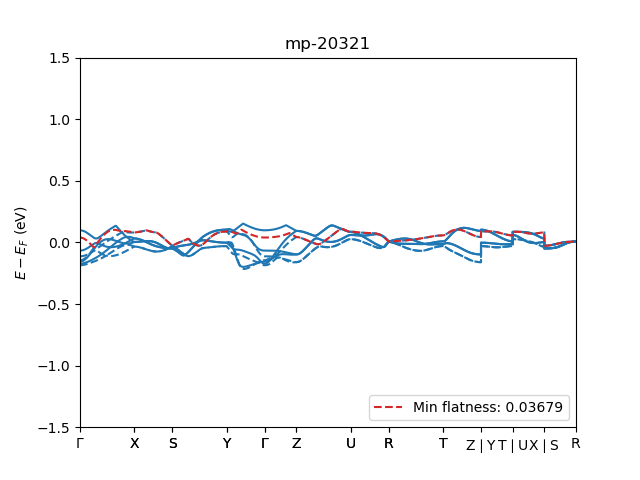 mp-20321
E − E_F (eV)
1.5
1.0
0.5
0.0
−0.5
−1.0
−1.5
Min flatness: 0.03679
Γ X S Y Γ Z U R T Z | Y T | U X | S R